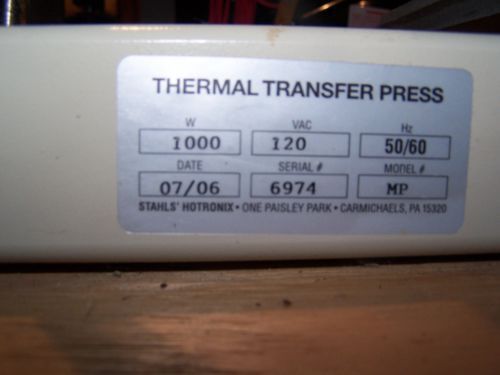 THERMAL TRANSFER PRESS
W VAC Hz
1000 120 50/60
DATE SERIAL # MODEL #
07/06 6974 MP
STAHLS' HOTRONIX • ONE PAISLEY PARK • CARMICHAELS, PA 15320